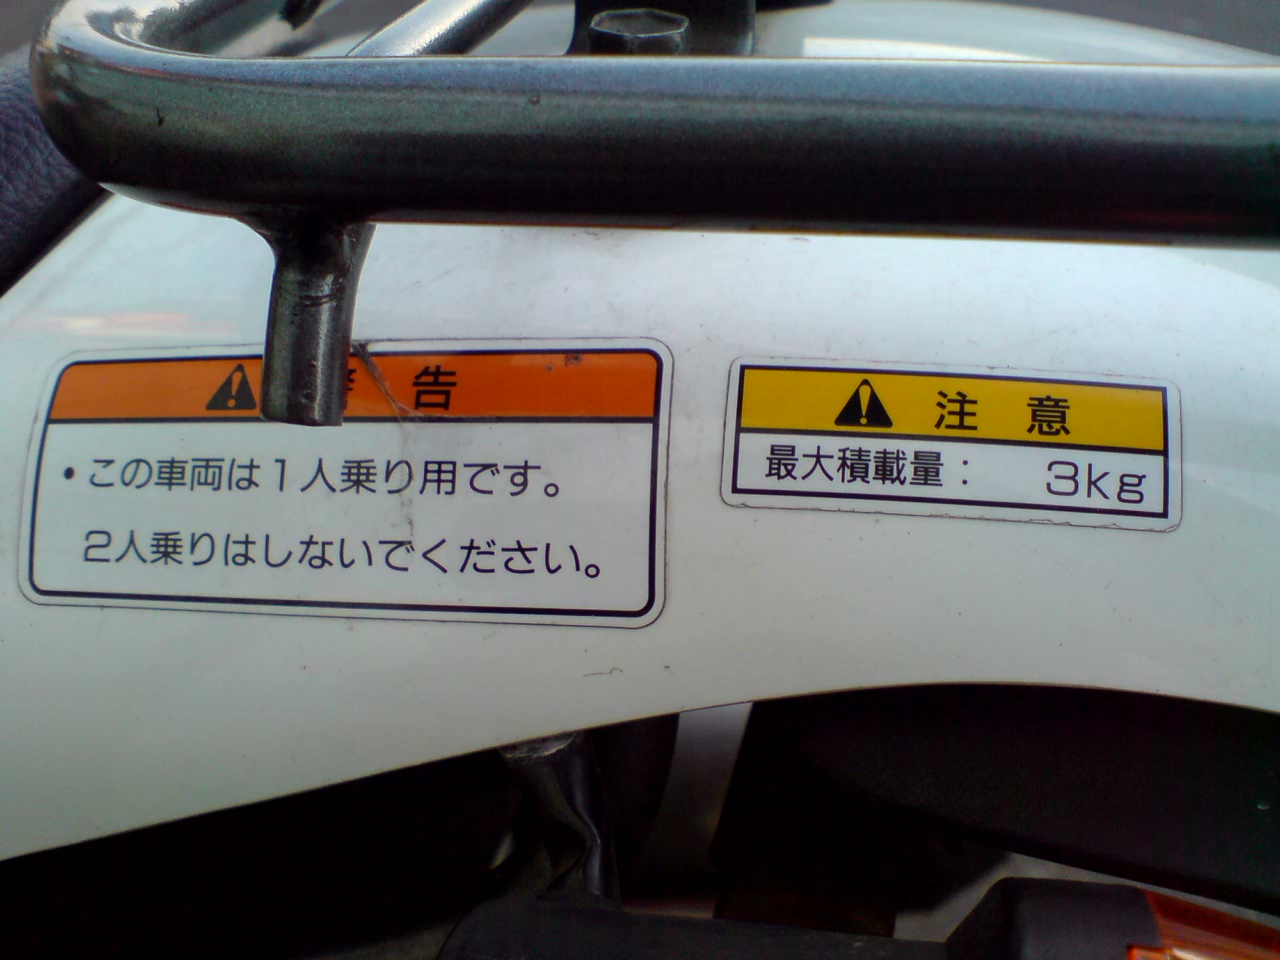 警告
・この車両は1人乗り用です。
2人乗りはしないでください。
注意
最大積載量： 3kg